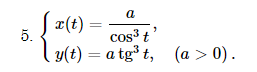 5. { x(t) = a / cos³ t ,
y(t) = a tg³ t, (a > 0).